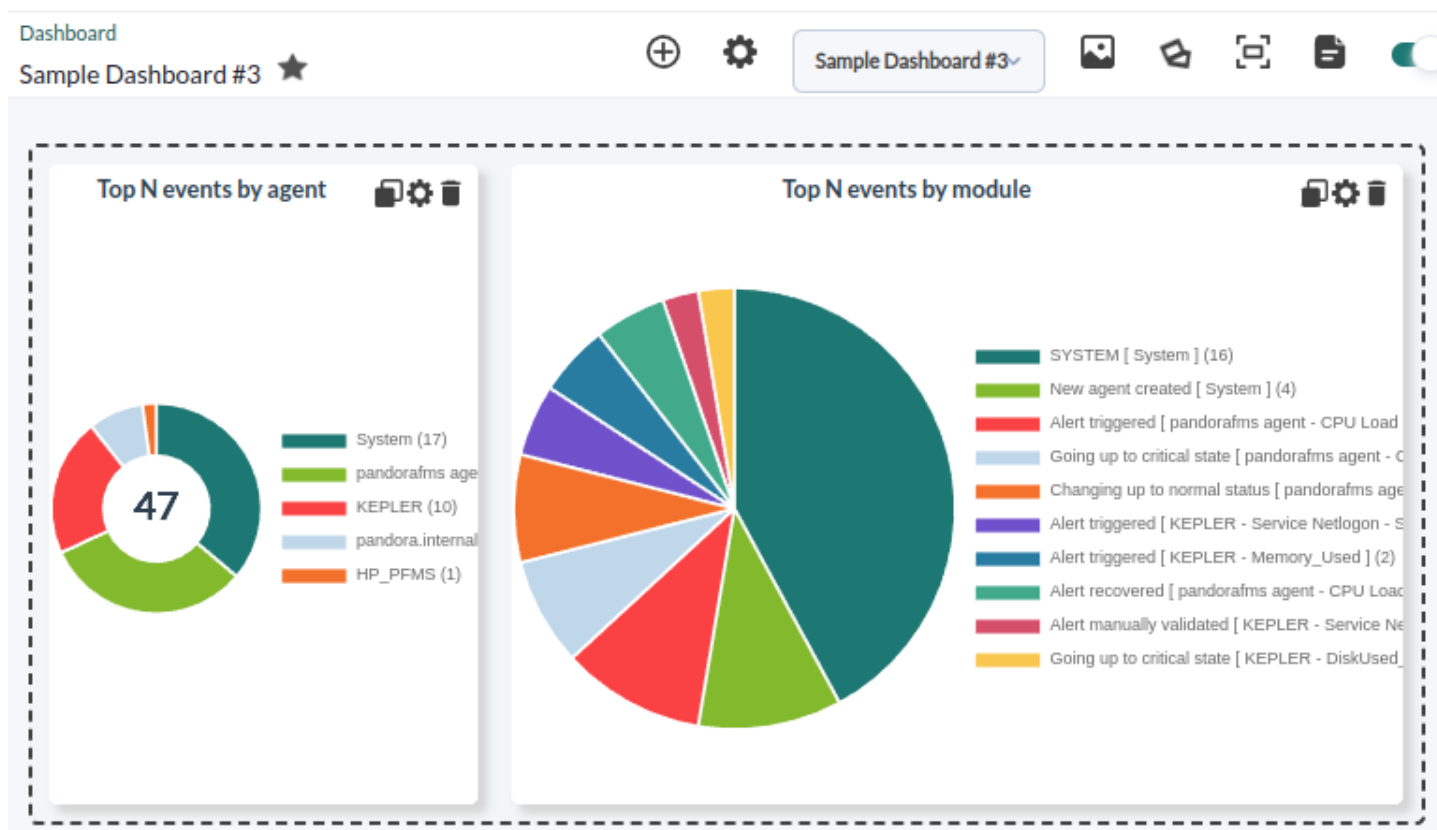 Dashboard
Sample Dashboard #3
Sample Dashboard #3
Top N events by agent
47
System (17)
pandorafms age
KEPLER (10)
pandora.internal
HP_PFMS (1)
Top N events by module
SYSTEM [ System ] (16)
New agent created [ System ] (4)
Alert triggered [ pandorafms agent - CPU Load
Going up to critical state [ pandorafms agent - C
Changing up to normal status [ pandorafms age
Alert triggered [ KEPLER - Service Netlogon - S
Alert triggered [ KEPLER - Memory_Used ] (2)
Alert recovered [ pandorafms agent - CPU Load
Alert manually validated [ KEPLER - Service Ne
Going up to critical state [ KEPLER - DiskUsed_